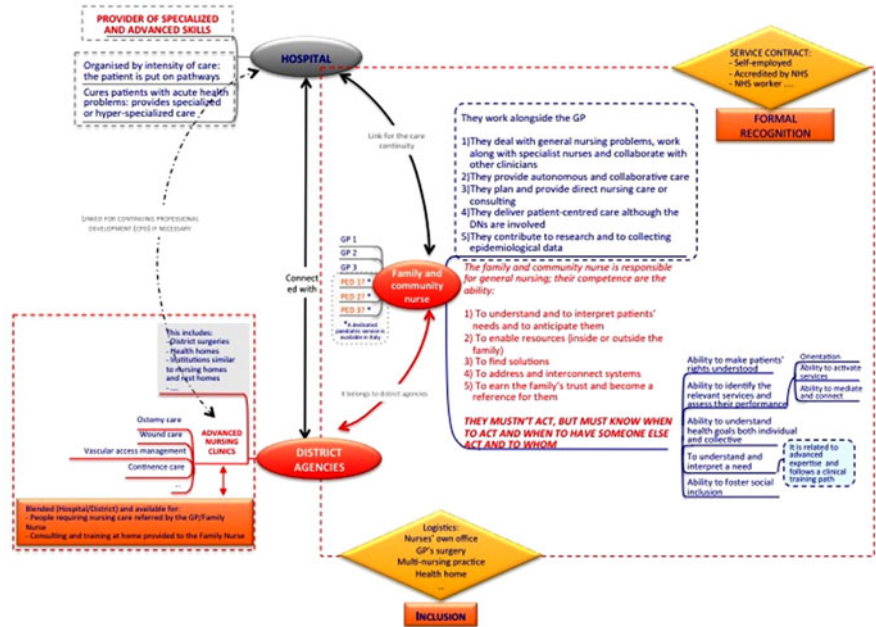 PROVIDER OF SPECIALIZED
AND ADVANCED SKILLS
HOSPITAL
Organised by intensity of care:
the patient is put on pathways
Cures patients with acute health
problems: provides specialized
or hyper-specialized care
SERVICE CONTRACT:
- Self-employed
- Accredited by NHS
- NHS worker ....
FORMAL
RECOGNITION
Link for the care
continuity
They work alongside the GP
1]They deal with general nursing problems, work
along with specialist nurses and collaborate with
other clinicians
2]They provide autonomous and collaborative care
3]They plan and provide direct nursing care or
consulting
4]They deliver patient-centred care although the
DNs are involved
5]They contribute to research and to collecting
epidemiological data
LINKED FOR CONTINUING PROFESSIONAL
DEVELOPMENT (CPD) IF NECESSARY
GP 1
GP 2
GP 3
PED 1? *
PED 2? *
PED 3? *
* A dedicated
paediatric service is
available in Italy
Family and
community
nurse
Connect
ed with
The family and community nurse is responsible
for general nursing; their competence are the
ability:
1) To understand and to interpret patients'
needs and to anticipate them
2) To enable resources (inside or outside the
family)
3) To find solutions
4) To address and interconnect systems
5) To earn the family's trust and become a
reference for them
THEY MUSTN'T ACT, BUT MUST KNOW WHEN
TO ACT AND WHEN TO HAVE SOMEONE ELSE
ACT AND TO WHOM
Ability to make patients'
rights understood
Ability to identify the
relevant services and
assess their performance
Orientation
Ability to activate
services
Ability to mediate and
connect
Ability to understand
health goals both individual
and collective
To understand and
interpret a need
It is related to
advanced
expertise and
follows a clinical
training path
Ability to foster social
inclusion
It belongs to district agencies
This includes:
- District surgeries
- Health homes
- Institutions similar
to nursing homes
and rest homes
- .....
Ostomy care
Wound care
Vascular access management
Continence care
...
ADVANCED
NURSING
CLINICS
DISTRICT
AGENCIES
Blended (Hospital/District) and available for:
- People requiring nursing care referred by the GP/Family
Nurse
- Consulting and training at home provided to the Family Nurse
Logistics:
Nurses' own office
GP's surgery
Multi-nursing practice
Health home
...
INCLUSION